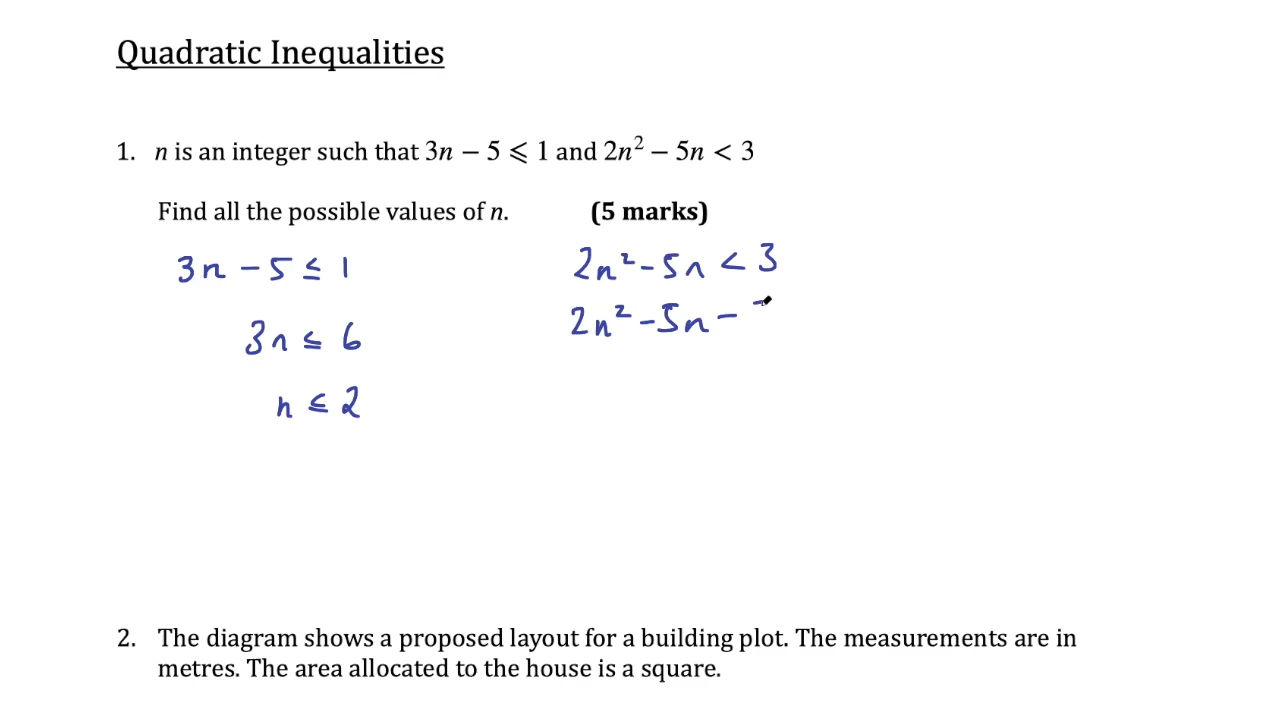 Quadratic Inequalities
1. n is an integer such that 3n − 5 ⩽ 1 and 2n² − 5n < 3
Find all the possible values of n. (5 marks)
3n − 5 ≤ 1
2n² − 5n < 3
3n ≤ 6
2n² − 5n −
n ≤ 2
2. The diagram shows a proposed layout for a building plot. The measurements are in
metres. The area allocated to the house is a square.